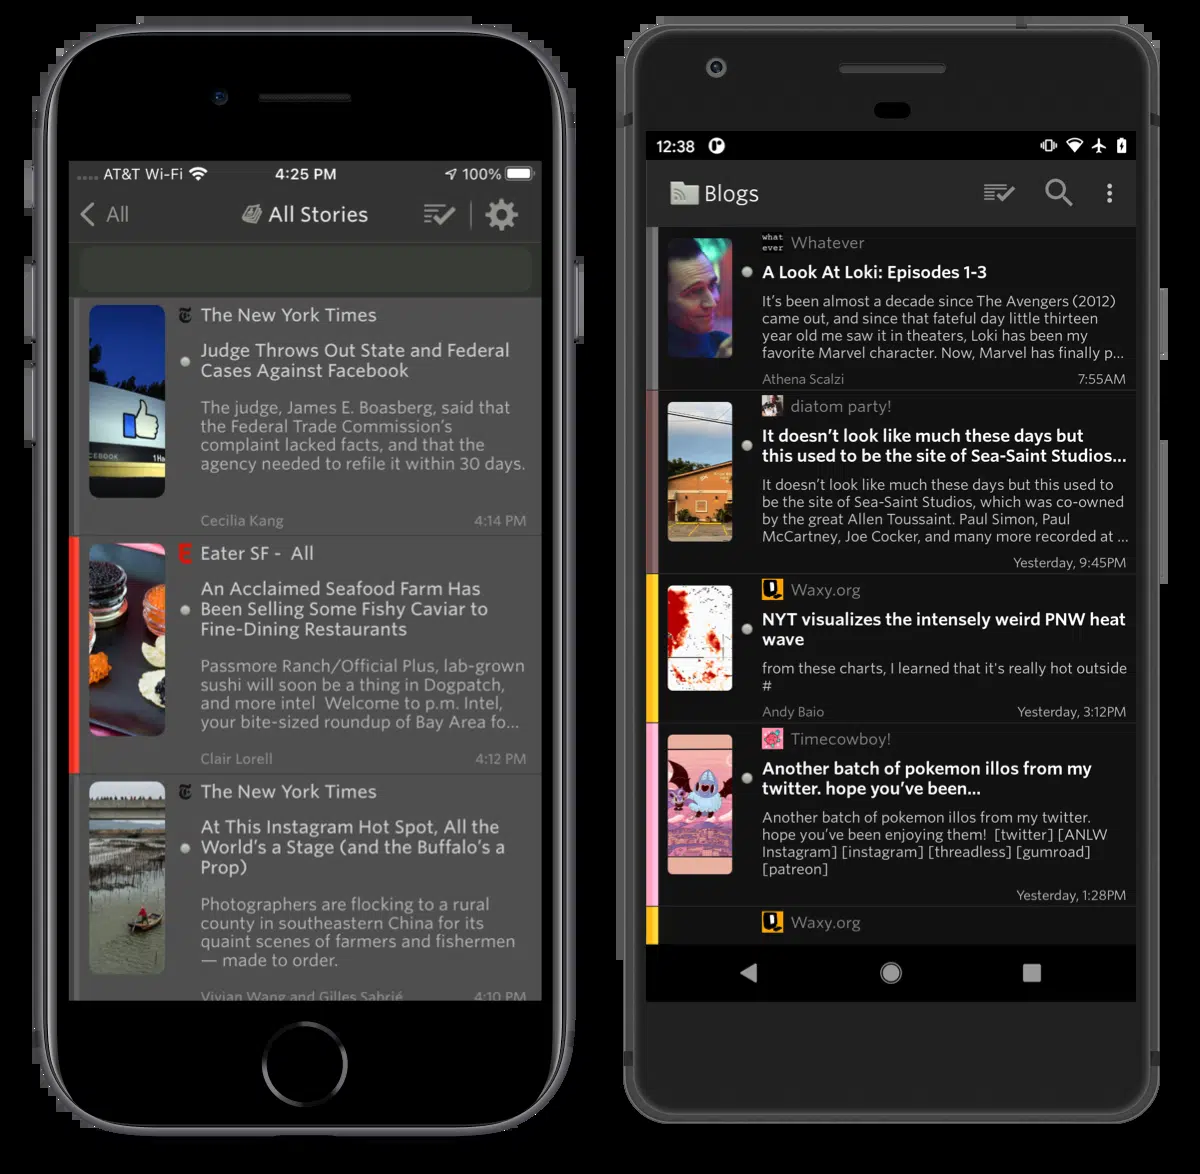 AT&T Wi-Fi 4:25 PM 100%
All All Stories
The New York Times
Judge Throws Out State and Federal
Cases Against Facebook
The judge, James E. Boasberg, said that
the Federal Trade Commission's
complaint lacked facts, and that the
agency needed to refile it within 30 days.
Cecilia Kang 4:14 PM
E Eater SF - All
An Acclaimed Seafood Farm Has
Been Selling Some Fishy Caviar to
Fine-Dining Restaurants
Passmore Ranch/Official Plus, lab-grown
sushi will soon be a thing in Dogpatch,
and more intel Welcome to p.m. Intel,
your bite-sized roundup of Bay Area fo...
Clair Lorell 4:12 PM
The New York Times
At This Instagram Hot Spot, All the
World's a Stage (and the Buffalo's a
Prop)
Photographers are flocking to a rural
county in southeastern China for its
quaint scenes of farmers and fishermen
— made to order.
Vivian Wang and Gilles Sabrié 4:10 PM
12:38
Blogs
what
ever
Whatever
A Look At Loki: Episodes 1-3
It's been almost a decade since The Avengers (2012)
came out, and since that fateful day little thirteen
year old me saw it in theaters, Loki has been my
favorite Marvel character. Now, Marvel has finally p...
Athena Scalzi 7:55AM
diatom party!
It doesn't look like much these days but
this used to be the site of Sea-Saint Studios...
It doesn't look like much these days but this used to
be the site of Sea-Saint Studios, which was co-owned
by the great Allen Toussaint. Paul Simon, Paul
McCartney, Joe Cocker, and many more recorded at ...
Yesterday, 9:45PM
Waxy.org
NYT visualizes the intensely weird PNW heat
wave
from these charts, I learned that it's really hot outside
#
Andy Baio Yesterday, 3:12PM
Timecowboy!
Another batch of pokemon illos from my
twitter. hope you've been...
Another batch of pokemon illos from my twitter.
hope you've been enjoying them! [twitter] [ANLW
Instagram] [instagram] [threadless] [gumroad]
[patreon]
Yesterday, 1:28PM
Waxy.org